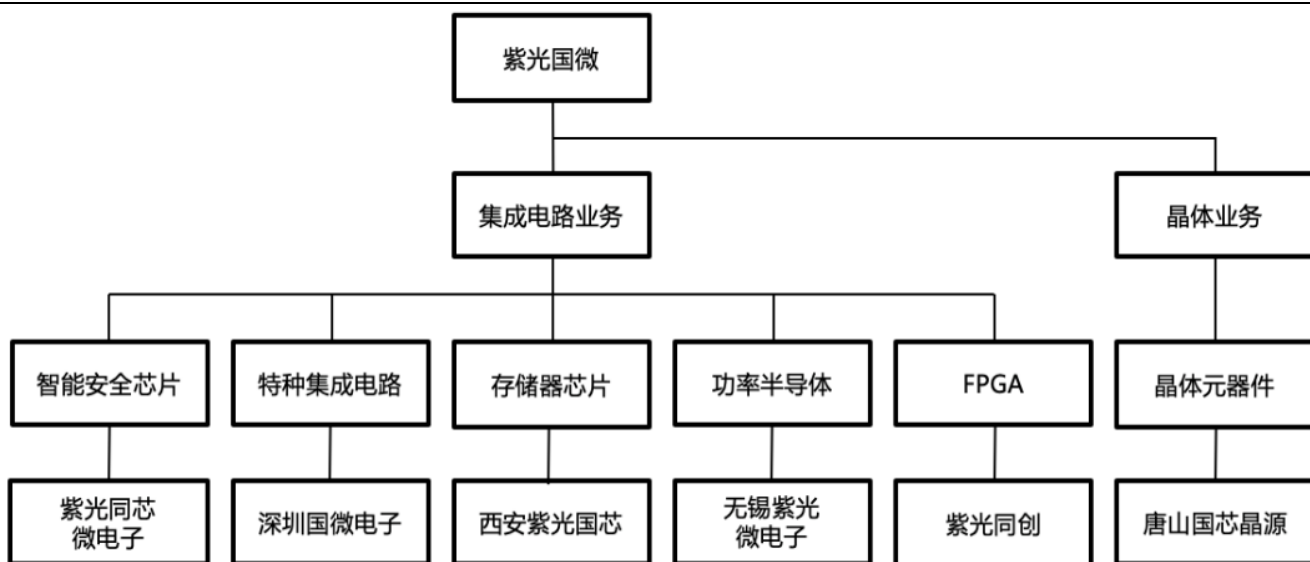 紫光国微
集成电路业务
晶体业务
智能安全芯片
特种集成电路
存储器芯片
功率半导体
FPGA
晶体元器件
紫光同芯
微电子
深圳国微电子
西安紫光国芯
无锡紫光
微电子
紫光同创
唐山国芯晶源